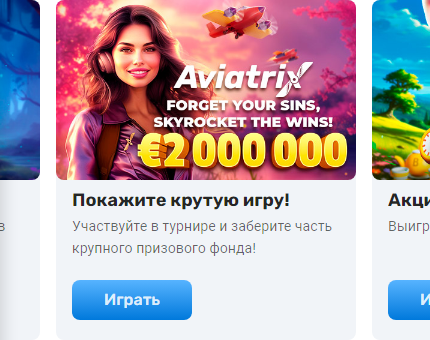 Aviatrix
FORGET YOUR SINS,
SKYROCKET THE WINS!
€2 000 000
Покажите крутую игру!
Участвуйте в турнире и заберите часть
крупного призового фонда!
Играть
в
Акци
Выигр
И